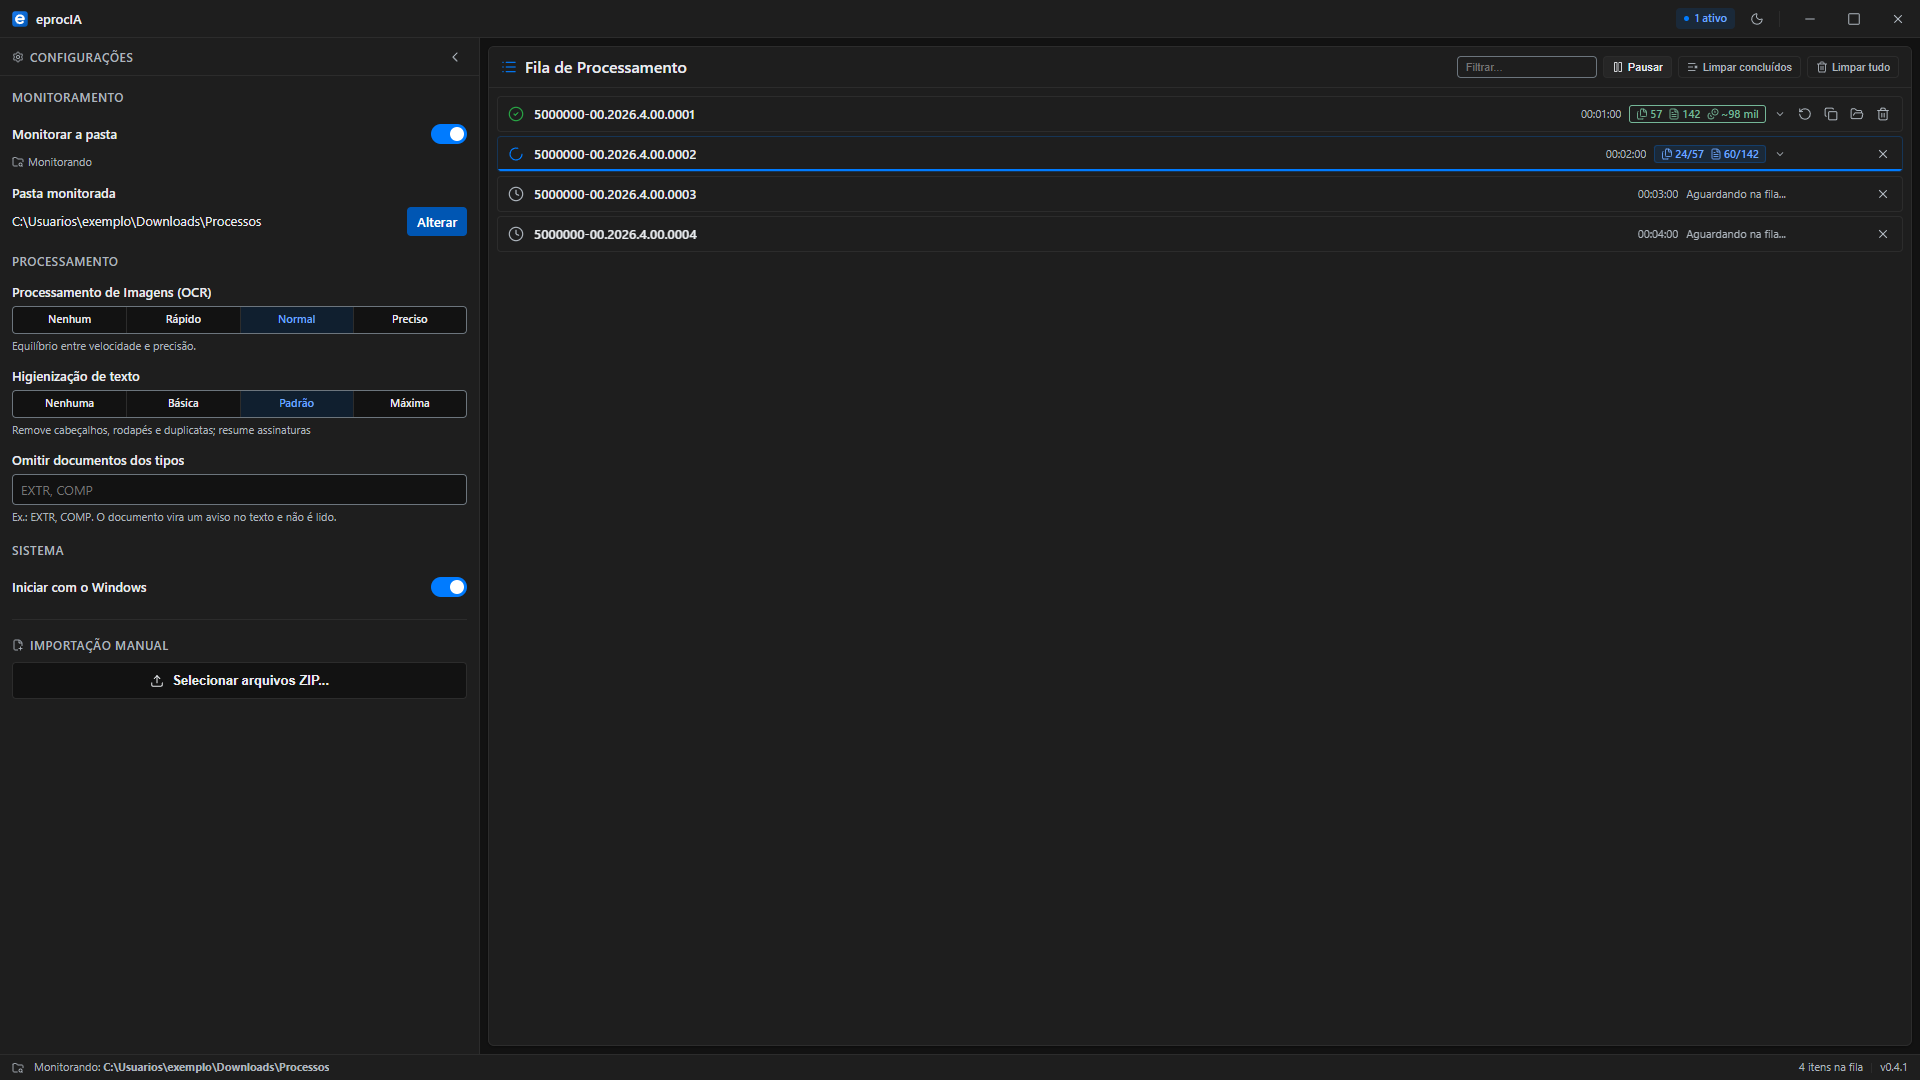 eprocIA
1 ativo
CONFIGURAÇÕES
MONITORAMENTO
Monitorar a pasta
Monitorando
Pasta monitorada
C:\Usuarios\exemplo\Downloads\Processos
Alterar
PROCESSAMENTO
Processamento de Imagens (OCR)
Nenhum Rápido Normal Preciso
Equilíbrio entre velocidade e precisão.
Higienização de texto
Nenhuma Básica Padrão Máxima
Remove cabeçalhos, rodapés e duplicatas; resume assinaturas
Omitir documentos dos tipos
EXTR, COMP
Ex.: EXTR, COMP. O documento vira um aviso no texto e não é lido.
SISTEMA
Iniciar com o Windows
IMPORTAÇÃO MANUAL
Selecionar arquivos ZIP...
Fila de Processamento
Filtrar... Pausar Limpar concluídos Limpar tudo
5000000-00.2026.4.00.0001 00:01:00 57 142 ~98 mil
5000000-00.2026.4.00.0002 00:02:00 24/57 60/142
5000000-00.2026.4.00.0003 00:03:00 Aguardando na fila...
5000000-00.2026.4.00.0004 00:04:00 Aguardando na fila...
Monitorando: C:\Usuarios\exemplo\Downloads\Processos
4 itens na fila v0.4.1